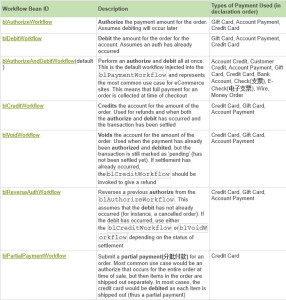 Workflow Bean ID
Description
Types of Payment Used (in
declaration order)
blAuthorizeWorkflow
Authorize the payment amount for the order.
Assumes debiting will occur later
Gift Card, Account Payment, Credit
Card
blDebitWorkflow
Debit the amount for the order for the
account. Assumes an auth has already
occurred
Gift Card, Credit Card, Account
Payment
blAuthorizeAndDebitWorkflow(default
)
Perform an authorize and debit all at once.
This is the default workflow injected into the
blPaymentWorkflow and represents
the most common use case for eCommerce
sites. This means that full payment for an
order is collected at time of checkout
Account Credit, Customer
Credit, Account Payment, Gift
Card, Credit Card, Bank
Account, Check(支票), E-
Check(电子支票), Wire,
Money Order
blCreditWorkflow
Credits the account for the amount of the
order. Used for refunds and when both
the authorize and debit has occurred and
the transaction has been settled
Credit Card, Gift Card, Account
Payment
blVoidWorkflow
Voids the account for the amount of the
order. Used when the payment has already
been authorized and debited, but the
transaction is still marked as 'pending' (has
not been settled yet). If settlement has
already occurred,
the blCreditWorkflow should be
invoked to give a refund
Credit Card, Gift Card, Account
Payment
blReverseAuthWorkflow
Reverses a previous authorize from the
blAuthorizeWorkflow. This
assumes that the debit has not already
occurred (for instance, a cancelled order). If
the debit has occurred, use either
the blCreditWorkflow or blVoidW
orkflow depending on the status of
settlement
Credit Card, Gift Card, Account
Payment
blPartialPaymentWorkflow
Submit a partial payment(分批付款) for an
order. Most common use case would be an
authorize that occurs for the entire order at
time of sale, but then items in the order are
shipped out separately. In most cases, the
credit card would be debited as each item is
shipped out (thus a partial payment)
Credit Card